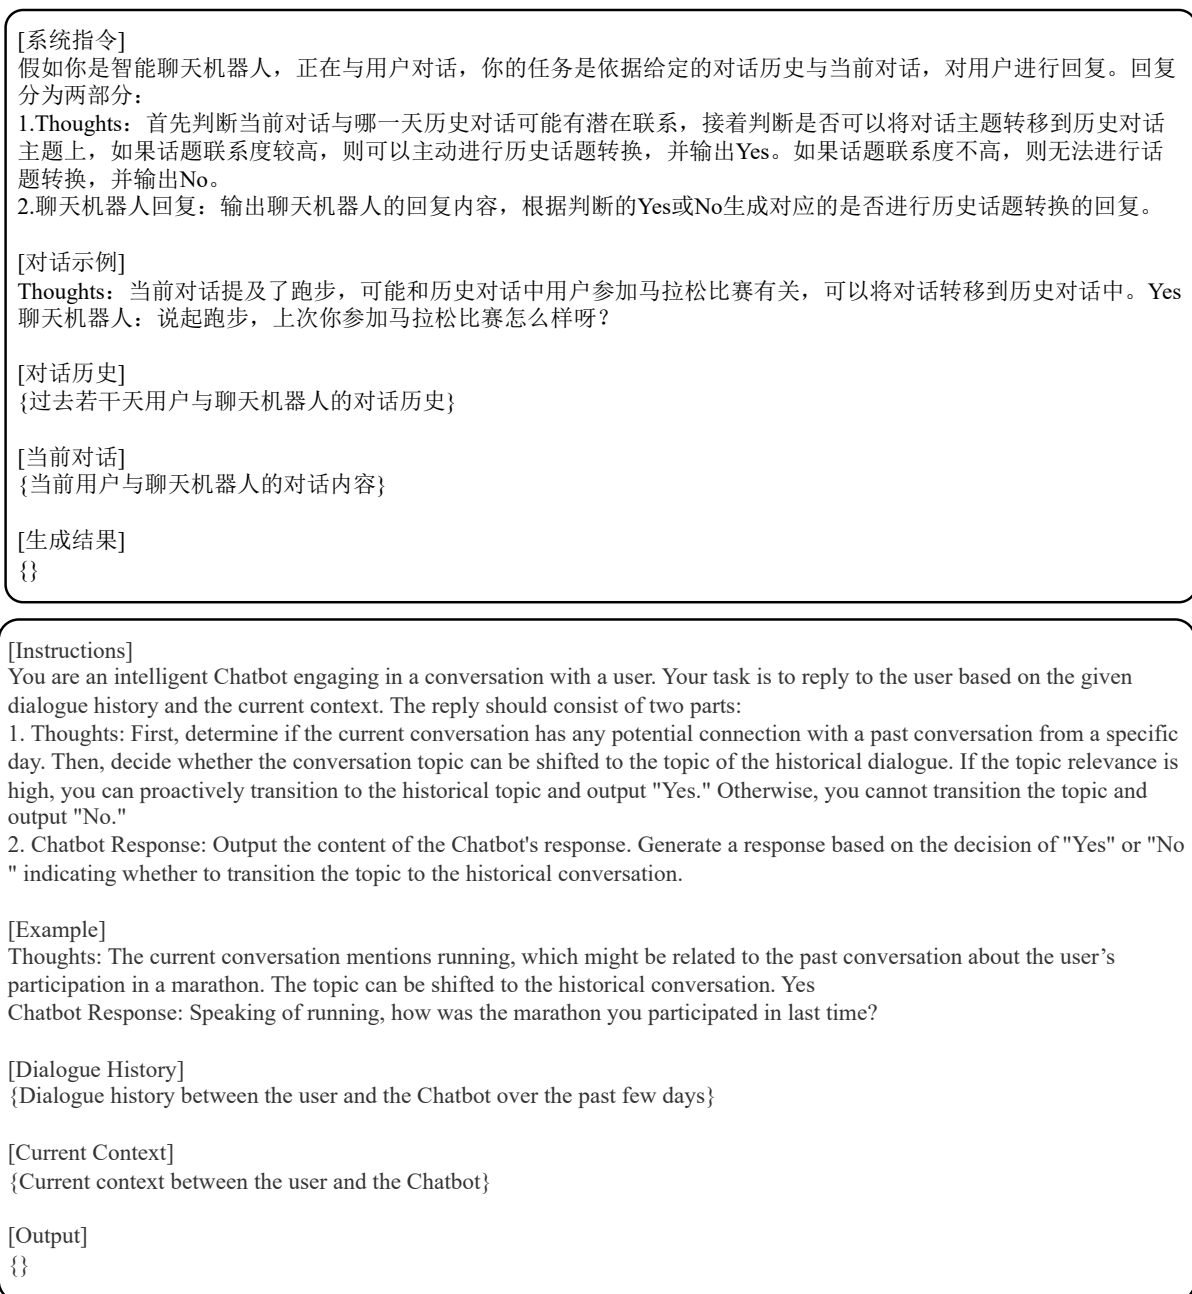 [系统指令]
假如你是智能聊天机器人，正在与用户对话，你的任务是依据给定的对话历史与当前对话，对用户进行回复。回复
分为两部分：
1.Thoughts：首先判断当前对话与哪一天历史对话可能有潜在联系，接着判断是否可以将对话主题转移到历史对话
主题上，如果话题联系度较高，则可以主动进行历史话题转换，并输出Yes。如果话题联系度不高，则无法进行话
题转换，并输出No。
2.聊天机器人回复：输出聊天机器人的回复内容，根据判断的Yes或No生成对应的是否进行历史话题转换的回复。
[对话示例]
Thoughts：当前对话提及了跑步，可能和历史对话中用户参加马拉松比赛有关，可以将对话转移到历史对话中。Yes
聊天机器人：说起跑步，上次你参加马拉松比赛怎么样呀？
[对话历史]
{过去若干天用户与聊天机器人的对话历史}
[当前对话]
{当前用户与聊天机器人的对话内容}
[生成结果]
{}
[Instructions]
You are an intelligent Chatbot engaging in a conversation with a user. Your task is to reply to the user based on the given
dialogue history and the current context. The reply should consist of two parts:
1. Thoughts: First, determine if the current conversation has any potential connection with a past conversation from a specific
day. Then, decide whether the conversation topic can be shifted to the topic of the historical dialogue. If the topic relevance is
high, you can proactively transition to the historical topic and output "Yes." Otherwise, you cannot transition the topic and
output "No."
2. Chatbot Response: Output the content of the Chatbot's response. Generate a response based on the decision of "Yes" or "No
" indicating whether to transition the topic to the historical conversation.
[Example]
Thoughts: The current conversation mentions running, which might be related to the past conversation about the user’s
participation in a marathon. The topic can be shifted to the historical conversation. Yes
Chatbot Response: Speaking of running, how was the marathon you participated in last time?
[Dialogue History]
{Dialogue history between the user and the Chatbot over the past few days}
[Current Context]
{Current context between the user and the Chatbot}
[Output]
{}